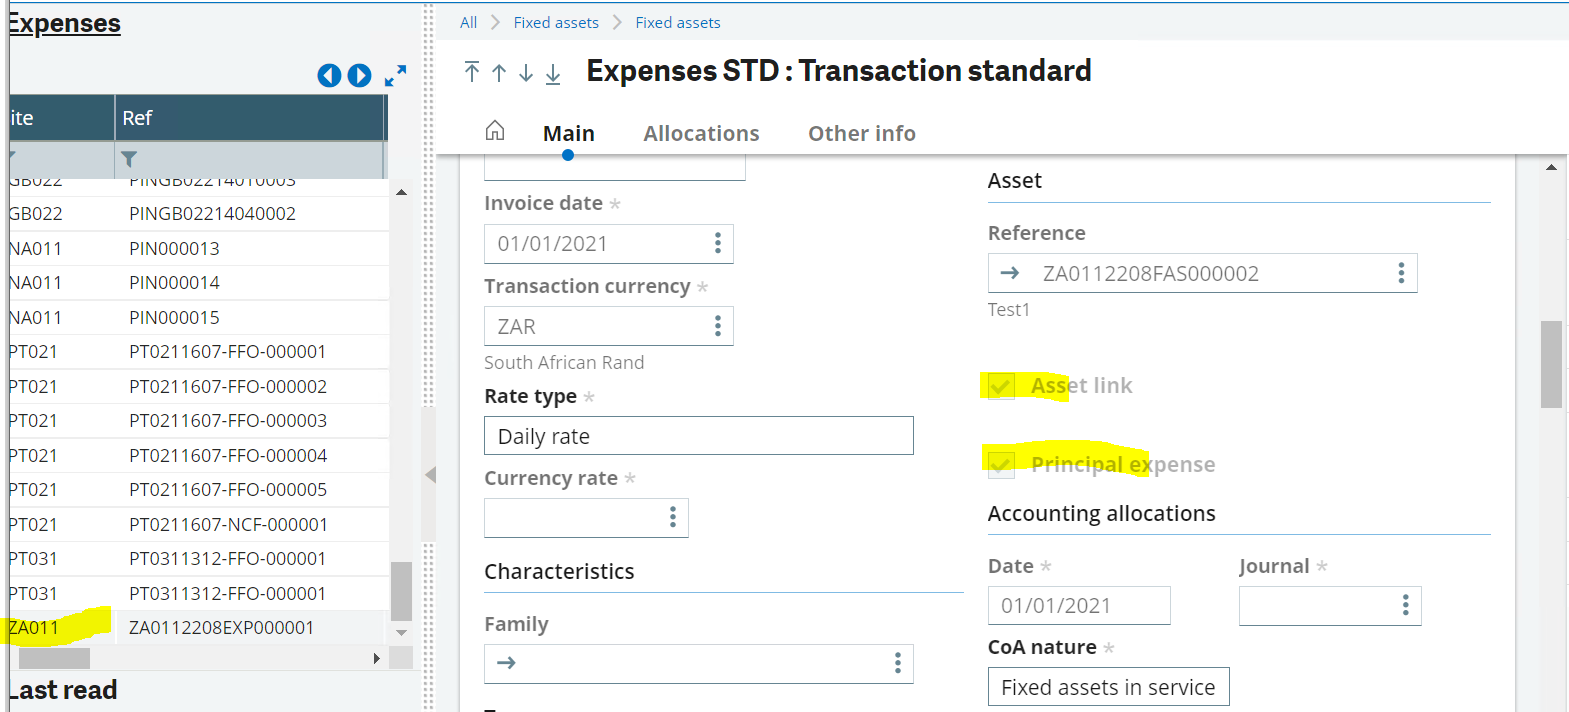 Expenses
ite Ref
GB022 PINGB02214010003
GB022 PINGB02214040002
NA011 PIN000013
NA011 PIN000014
NA011 PIN000015
PT021 PT0211607-FFO-000001
PT021 PT0211607-FFO-000002
PT021 PT0211607-FFO-000003
PT021 PT0211607-FFO-000004
PT021 PT0211607-FFO-000005
PT021 PT0211607-NCF-000001
PT031 PT0311312-FFO-000001
PT031 PT0311312-FFO-000001
ZA011 ZA0112208EXP000001
Last read
All Fixed assets Fixed assets
Expenses STD : Transaction standard
Main Allocations Other info
Invoice date *
01/01/2021
Transaction currency *
ZAR
South African Rand
Rate type *
Daily rate
Currency rate *
Characteristics
Family
Asset
Reference
ZA0112208FAS000002
Test1
Asset link
Principal expense
Accounting allocations
Date * Journal *
01/01/2021
CoA nature *
Fixed assets in service